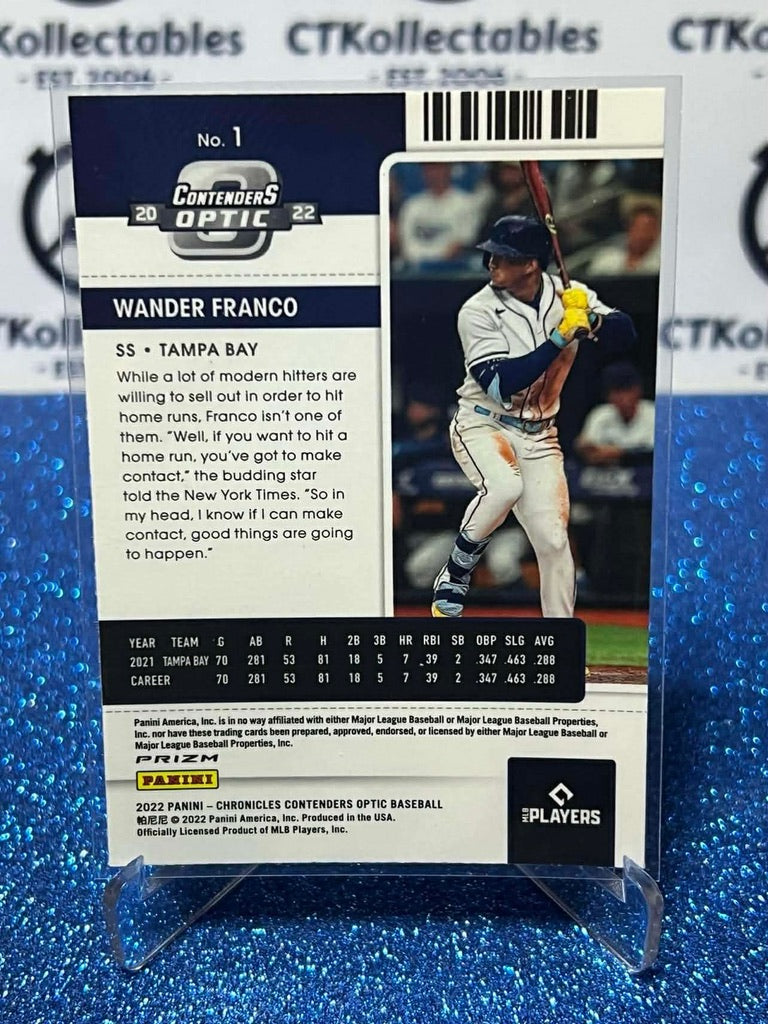 Kollectables
CTKollectables
CTKo
- EST. 2006 -
- EST. 2006 -
No. 1
CONTENDERS
20 OPTIC 22
WANDER FRANCO
SS • TAMPA BAY
While a lot of modern hitters are
willing to sell out in order to hit
home runs, Franco isn't one of
them. "Well, if you want to hit a
home run, you've got to make
contact," the budding star
told the New York Times. "So in
my head, I know if I can make
contact, good things are going
to happen."
YEAR TEAM G AB R H 2B 3B HR RBI SB OBP SLG AVG
2021 TAMPA BAY 70 281 53 81 18 5 7 39 2 .347 .463 .288
CAREER 70 281 53 81 18 5 7 39 2 .347 .463 .288
Panini America, Inc. is in no way affiliated with either Major League Baseball or Major League Baseball Properties,
Inc. nor have these trading cards been prepared, approved, endorsed, or licensed by either Major League Baseball or
Major League Baseball Properties, Inc.
PRIZM
PANINI
2022 PANINI – CHRONICLES CONTENDERS OPTIC BASEBALL
帕尼尼 © 2022 Panini America, Inc. Produced in the USA.
Officially Licensed Product of MLB Players, Inc.
MLB PLAYERS